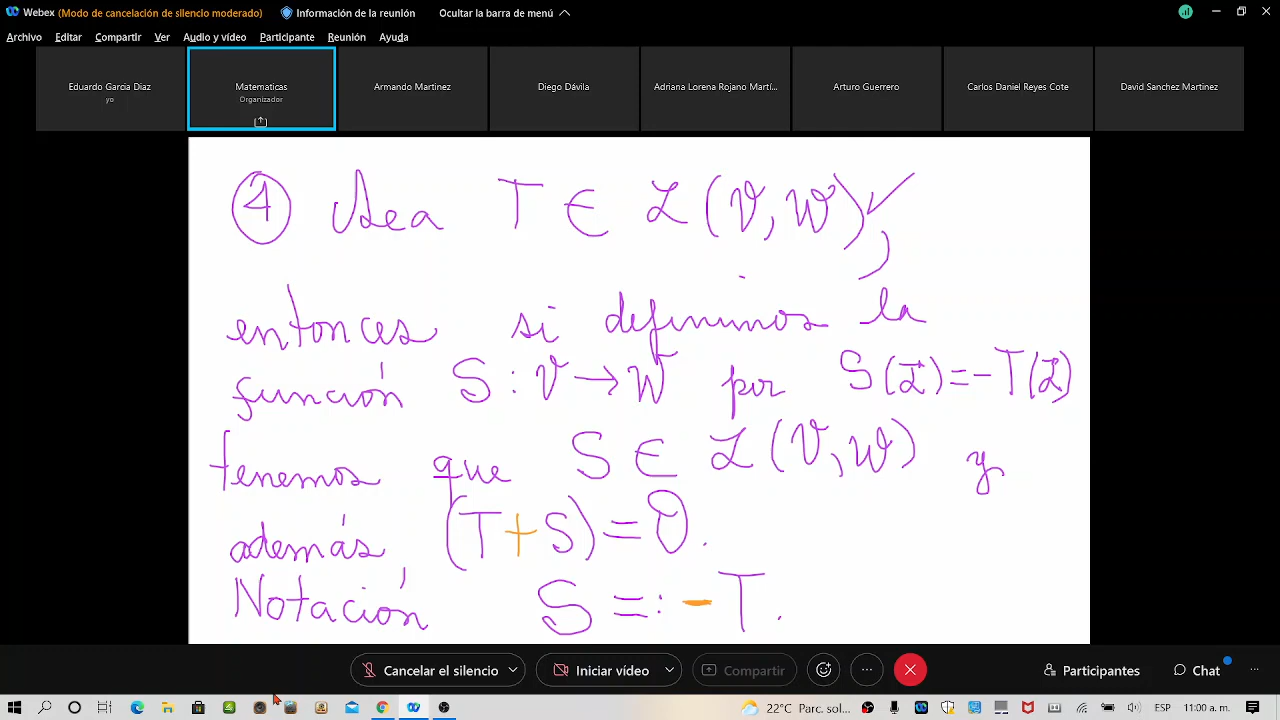 Webex (Modo de cancelación de silencio moderado) Información de la reunión Ocultar la barra de menú
Archivo Editar Compartir Ver Audio y vídeo Participante Reunión Ayuda
Eduardo Garcia Diaz
yo
Matematicas
Organizador
Armando Martinez
Diego Dávila
Adriana Lorena Rojano Martí...
Arturo Guerrero
Carlos Daniel Reyes Cote
David Sanchez Martinez
④ Sea T ∈ ℒ(V, W) ✓,
entonces si definimos la
función S : V → W por S(x⃗) = -T(x⃗)
tenemos que S ∈ ℒ(V, W) y
además, (T + S) = O.
Notación S =: -T.
Cancelar el silencio Iniciar vídeo Compartir Participantes Chat
22°C Parc. sol... ESP 11:00 a. m.